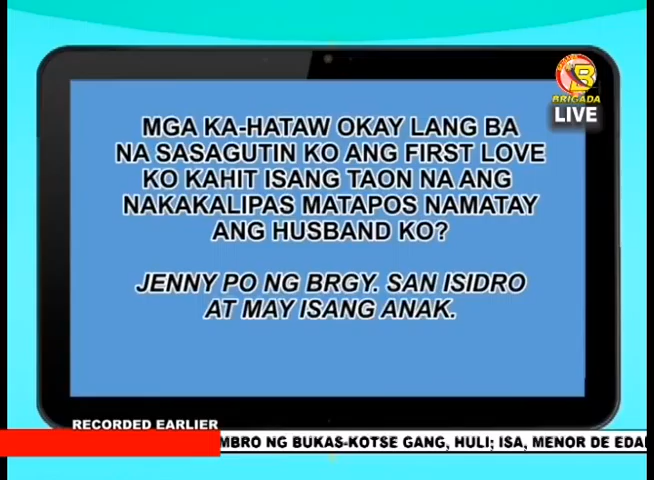 BRIGADA
LIVE
MGA KA-HATAW OKAY LANG BA
NA SASAGUTIN KO ANG FIRST LOVE
KO KAHIT ISANG TAON NA ANG
NAKAKALIPAS MATAPOS NAMATAY
ANG HUSBAND KO?
JENNY PO NG BRGY. SAN ISIDRO
AT MAY ISANG ANAK.
RECORDED EARLIER
MBRO NG BUKAS-KOTSE GANG, HULI; ISA, MENOR DE EDA